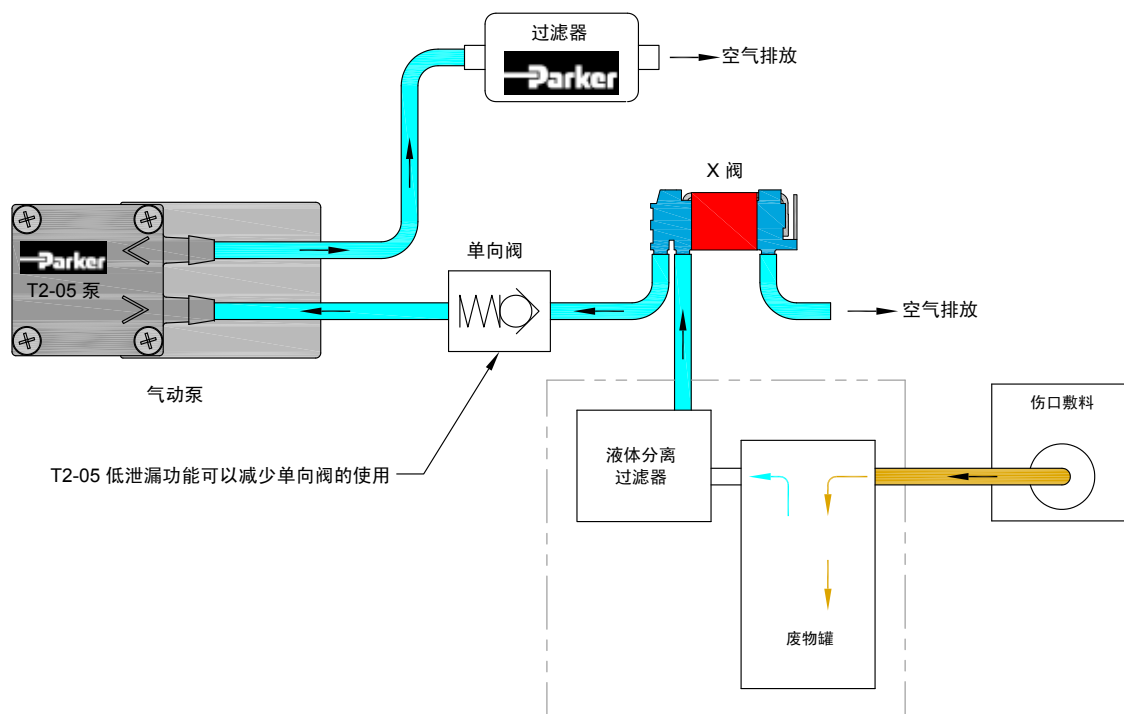 过滤器
Parker
空气排放
X 阀
Parker
T2-05 泵
单向阀
空气排放
气动泵
伤口敷料
液体分离
过滤器
T2-05 低泄漏功能可以减少单向阀的使用
废物罐